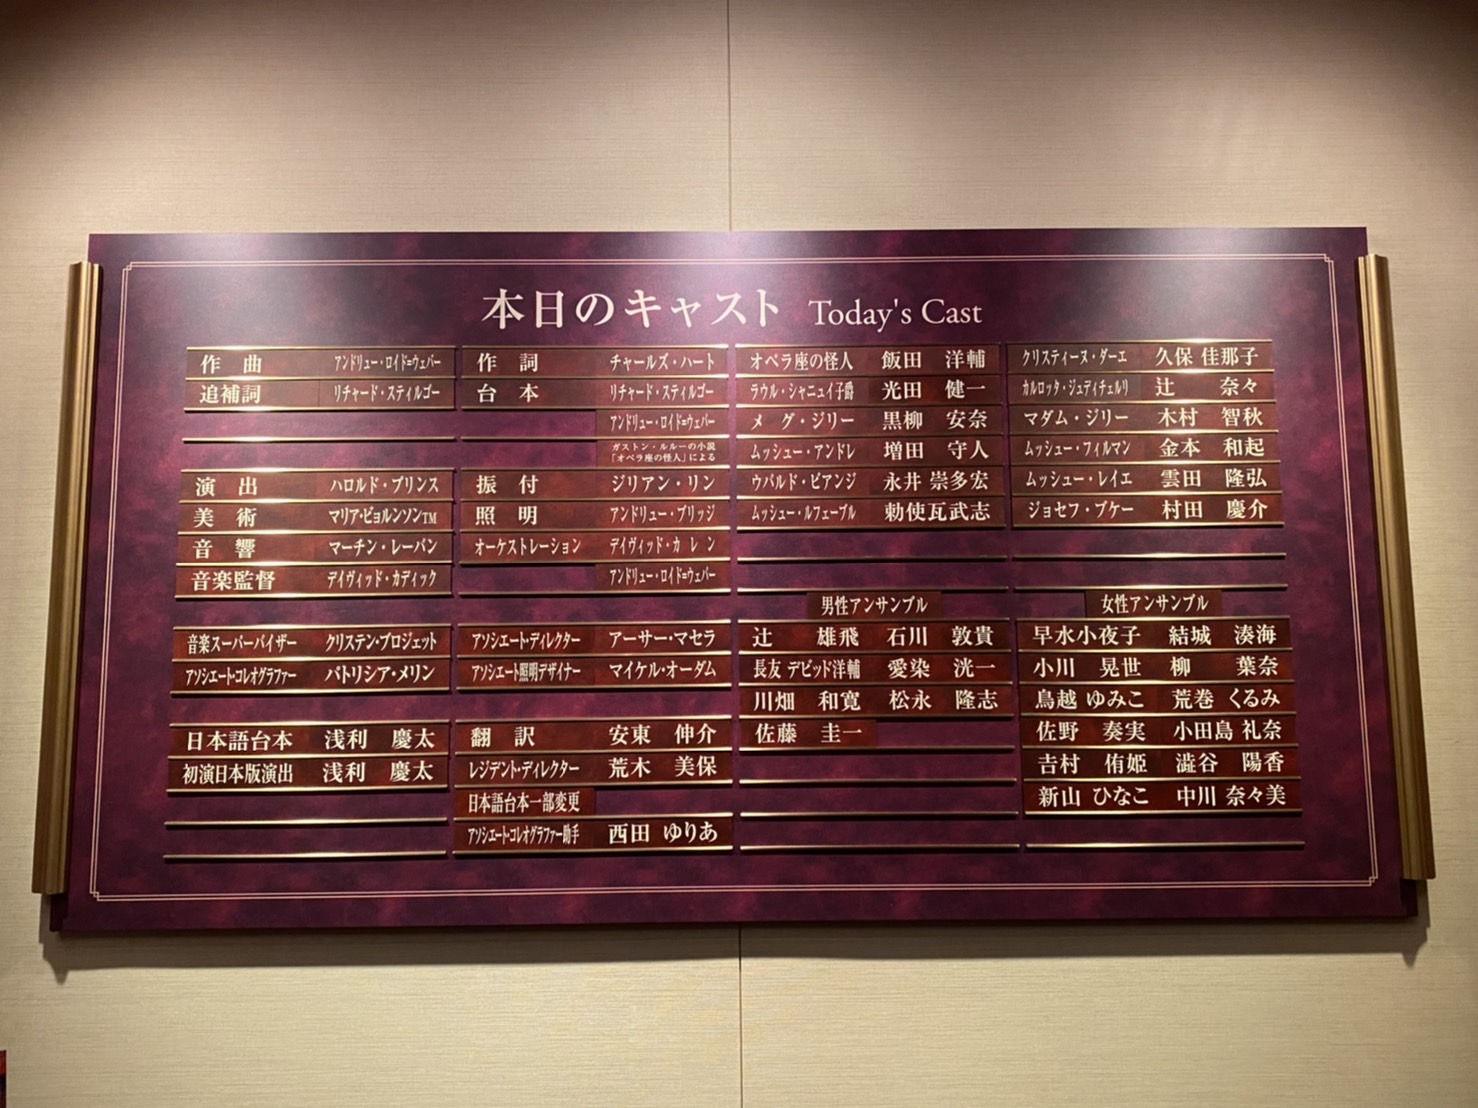 本日のキャスト Today's Cast
作曲 アンドリュー・ロイド=ウェバー
追補詞 リチャード・スティルゴー
演出 ハロルド・プリンス
美術 マリア・ビョルンソンTM
音響 マーチン・レーバン
音楽監督 デイヴィッド・カディック
音楽スーパーバイザー クリステン・ブロジェット
アソシエート・コレオグラファー パトリシア・メリン
日本語台本 浅利 慶太
初演日本版演出 浅利 慶太
作詞 チャールズ・ハート
台本 リチャード・スティルゴー
アンドリュー・ロイド=ウェバー
ガストン・ルルーの小説
「オペラ座の怪人」による
振付 ジリアン・リン
照明 アンドリュー・ブリッジ
オーケストレーション デイヴィッド・カレン
アンドリュー・ロイド=ウェバー
アソシエート・ディレクター アーサー・マセラ
アソシエート照明デザイナー マイケル・オーダム
翻訳 安東 伸介
レジデント・ディレクター 荒木 美保
日本語台本一部変更
アソシエート・コレオグラファー助手 西田 ゆりあ
オペラ座の怪人 飯田 洋輔
ラウル・シャニュイ子爵 光田 健一
メグ・ジリー 黒柳 安奈
ムッシュー・アンドレ 増田 守人
ウバルド・ピアンジ 永井 崇多宏
ムッシュー・ルフェーブル 勅使瓦武志
男性アンサンブル
辻 雄飛 石川 敦貴
長友 デビッド洋輔 愛染 洸一
川畑 和寛 松永 隆志
佐藤 圭一
クリスティーヌ・ダーエ 久保 佳那子
カルロッタ・ジュディチェルリ 辻 奈々
マダム・ジリー 木村 智秋
ムッシュー・フィルマン 金本 和起
ムッシュー・レイエ 雲田 隆弘
ジョセフ・ブケー 村田 慶介
女性アンサンブル
早水小夜子 結城 湊海
小川 晃世 柳 葉奈
鳥越 ゆみこ 荒巻 くるみ
佐野 奏実 小田島 礼奈
吉村 侑姫 澁谷 陽香
新山 ひなこ 中川 奈々美